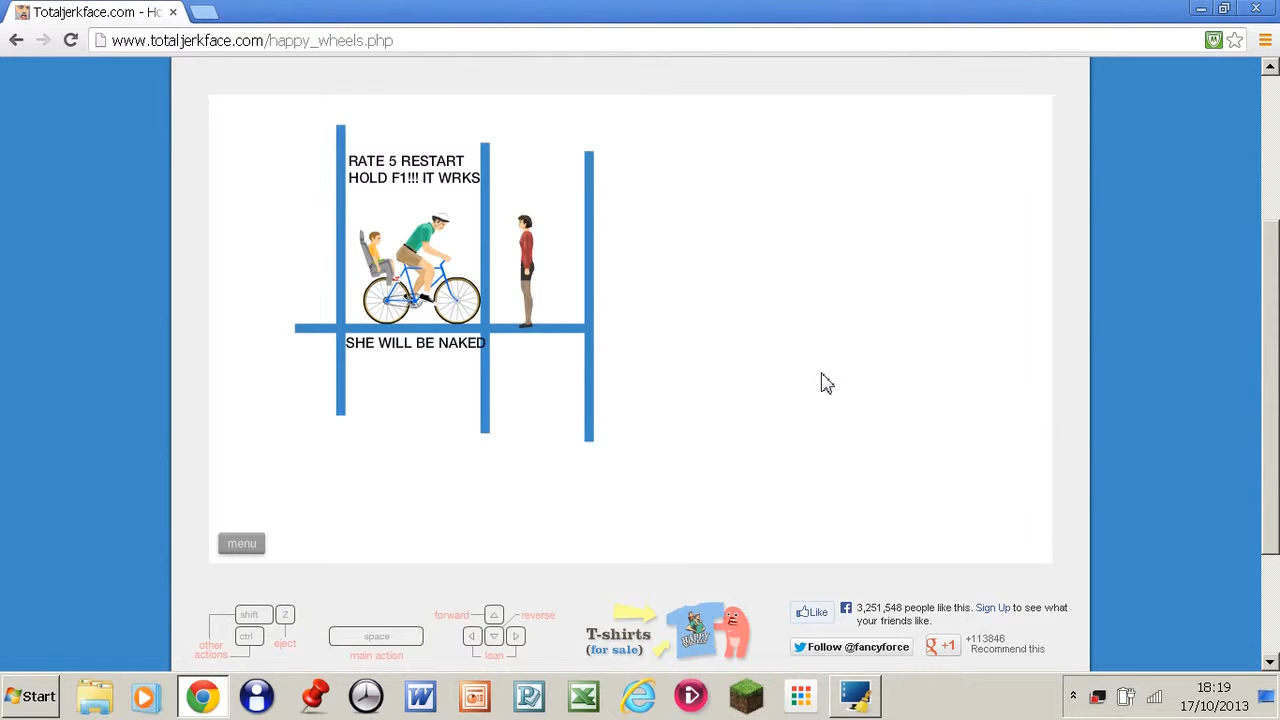 Totaljerkface.com - Ho
www.totaljerkface.com/happy_wheels.php
RATE 5 RESTART
HOLD F1!!! IT WRKS
SHE WILL BE NAKED
menu
shift
Z
ctrl
other
actions
eject
space
main action
forward
reverse
lean
T-shirts
(for sale)
HAPPY
WHEELS
Like
3,251,548 people like this. Sign Up to see what
your friends like.
Follow @fancyforce
+1
+113846
Recommend this
Start
18:19
17/10/2013